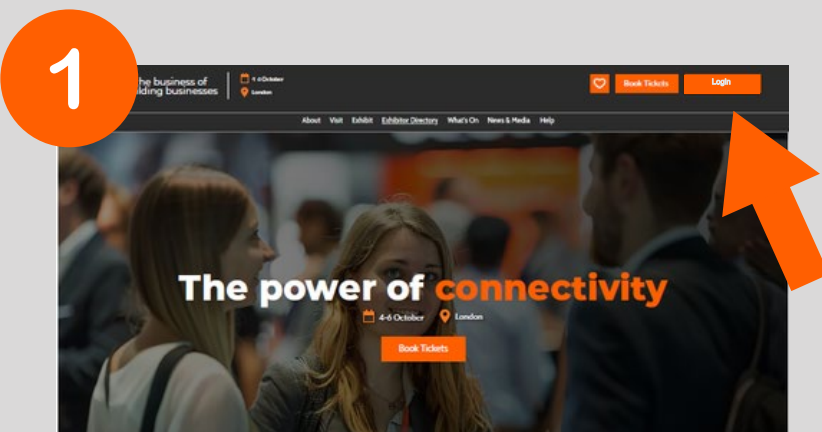 1
he business of
lding businesses
4-6 October
London
Book Tickets
Login
About Visit Exhibit Exhibitor Directory What's On News & Media Help
The power of connectivity
4-6 October London
Book Tickets